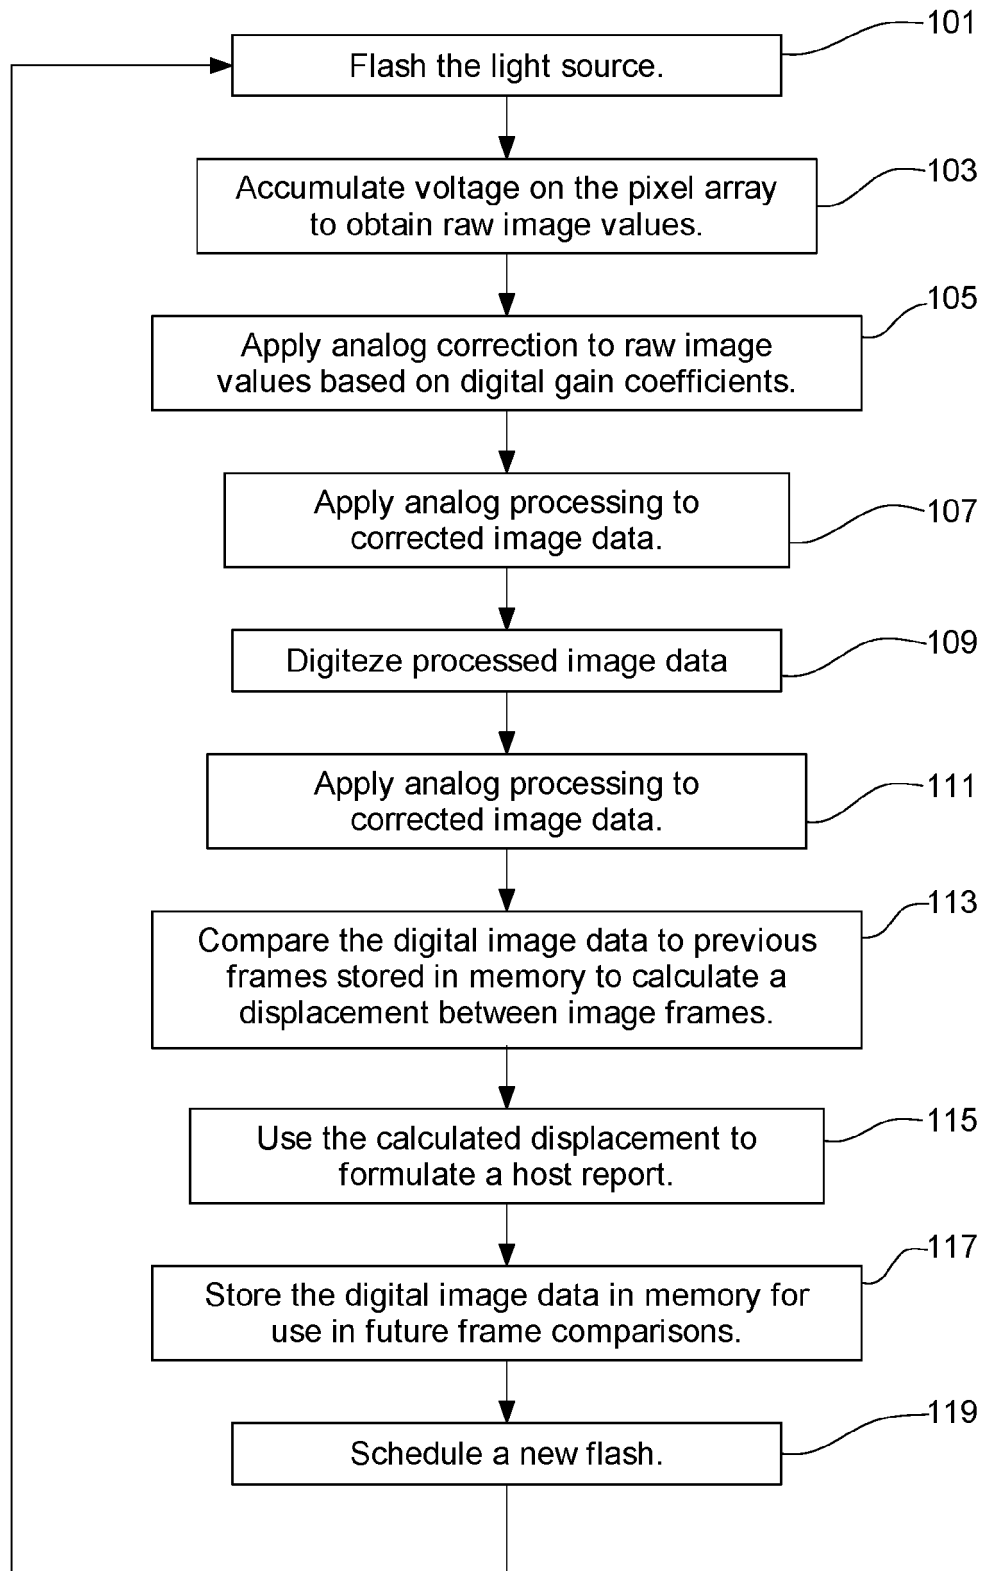 101
Flash the light source.
103
Accumulate voltage on the pixel array
to obtain raw image values.
105
Apply analog correction to raw image
values based on digital gain coefficients.
107
Apply analog processing to
corrected image data.
109
Digiteze processed image data
111
Apply analog processing to
corrected image data.
113
Compare the digital image data to previous
frames stored in memory to calculate a
displacement between image frames.
115
Use the calculated displacement to
formulate a host report.
117
Store the digital image data in memory for
use in future frame comparisons.
119
Schedule a new flash.